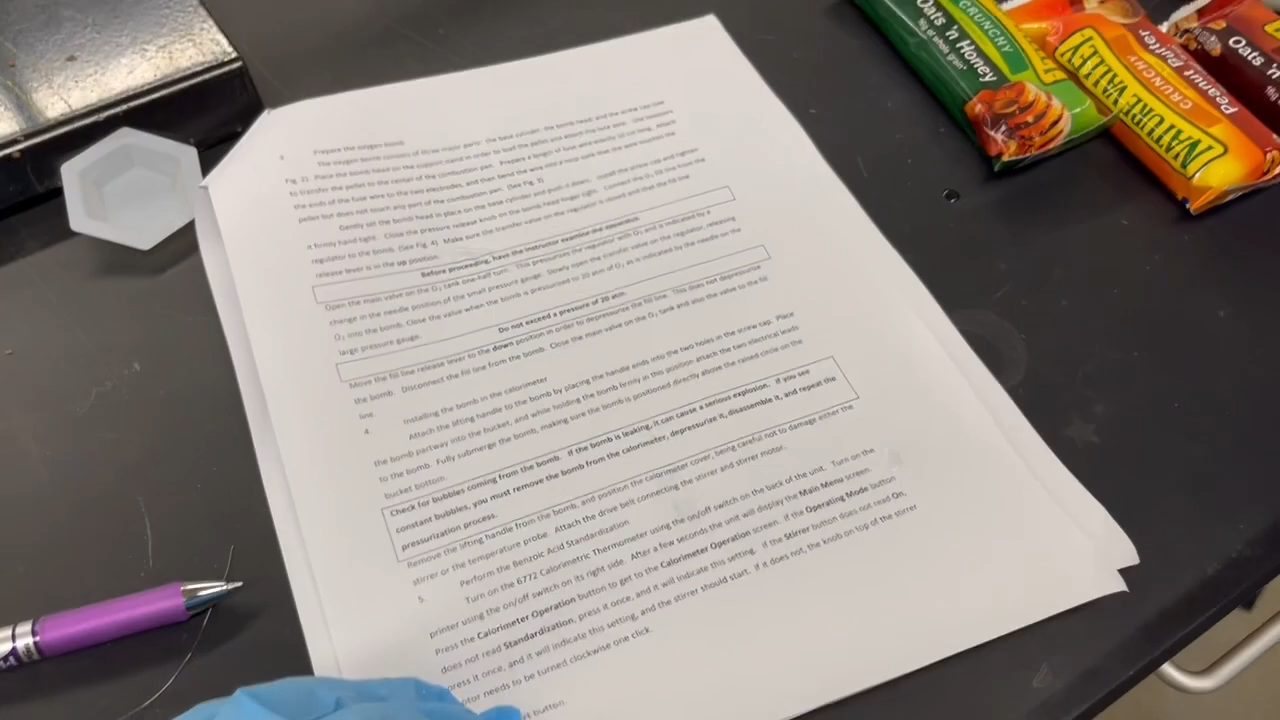 3. Prepare the oxygen bomb
The oxygen bomb consists of three major parts: the base cylinder, the bomb head, and the screw cap (see
Fig. 2). Place the bomb head on the support stand in order to load the pellet and attach the fuse wire. Use tweezers
to transfer the pellet to the center of the combustion pan. Prepare a length of fuse wire 10 cm long. Attach
the ends of the fuse wire to the two electrodes, and then bend the wire into a loop such that the wire touches the
pellet but does not touch any part of the combustion pan. (See Fig. 3)
Gently set the bomb head in place on the base cylinder and push it down. Install the screw cap and tighten
it firmly hand tight. Close the pressure release knob on the bomb head finger tight. Connect the O₂ fill line from the
regulator to the bomb. (See Fig. 4) Make sure the transfer valve on the regulator is closed and that the fill line
release lever is in the up position.
Before proceeding, have the instructor examine the apparatus.
Open the main valve on the O₂ tank one-half turn. This pressurizes the regulator with O₂ and is indicated by a
change in the needle position of the small pressure gauge. Slowly open the transfer valve on the regulator, releasing
O₂ into the bomb. Close the valve when the bomb is pressurized to 20 atm of O₂ as is indicated by the needle on the
large pressure gauge.
Do not exceed a pressure of 20 atm.
Move the fill line release lever to the down position in order to depressurize the fill line. This does not depressurize
the bomb. Disconnect the fill line from the bomb. Close the main valve on the O₂ tank and also the valve to the fill
line.
4. Installing the bomb in the calorimeter
Attach the lifting handle to the bomb by placing the handle ends into the two holes in the screw cap. Place
the bomb partway into the bucket, and while holding the bomb firmly in this position attach the two electrical leads
to the bomb. Fully submerge the bomb, making sure the bomb is positioned directly above the raised circle on the
bucket bottom.
Check for bubbles coming from the bomb. If the bomb is leaking, it can cause a serious explosion. If you see
constant bubbles, you must remove the bomb from the calorimeter, depressurize it, disassemble it, and repeat the
pressurization process.
Remove the lifting handle from the bomb, and position the calorimeter cover, being careful not to damage either the
stirrer or the temperature probe. Attach the drive belt connecting the stirrer and stirrer motor.
5. Perform the Benzoic Acid Standardization
Turn on the 6772 Calorimetric Thermometer using the on/off switch on the back of the unit. Turn on the
printer using the on/off switch on its right side. After a few seconds the unit will display the Main Menu screen.
Press the Calorimeter Operation button to get to the Calorimeter Operation screen. If the Operating Mode button
does not read Standardization, press it once, and it will indicate this setting. If the Stirrer button does not read On,
press it once, and it will indicate this setting, and the stirrer should start. If it does not, the knob on top of the stirrer
motor needs to be turned clockwise one click.
button
CRUNCHY
Oats 'n Honey
16g of whole grain*
NATURE VALLEY
CRUNCHY
Peanut Butter
Oats 'n